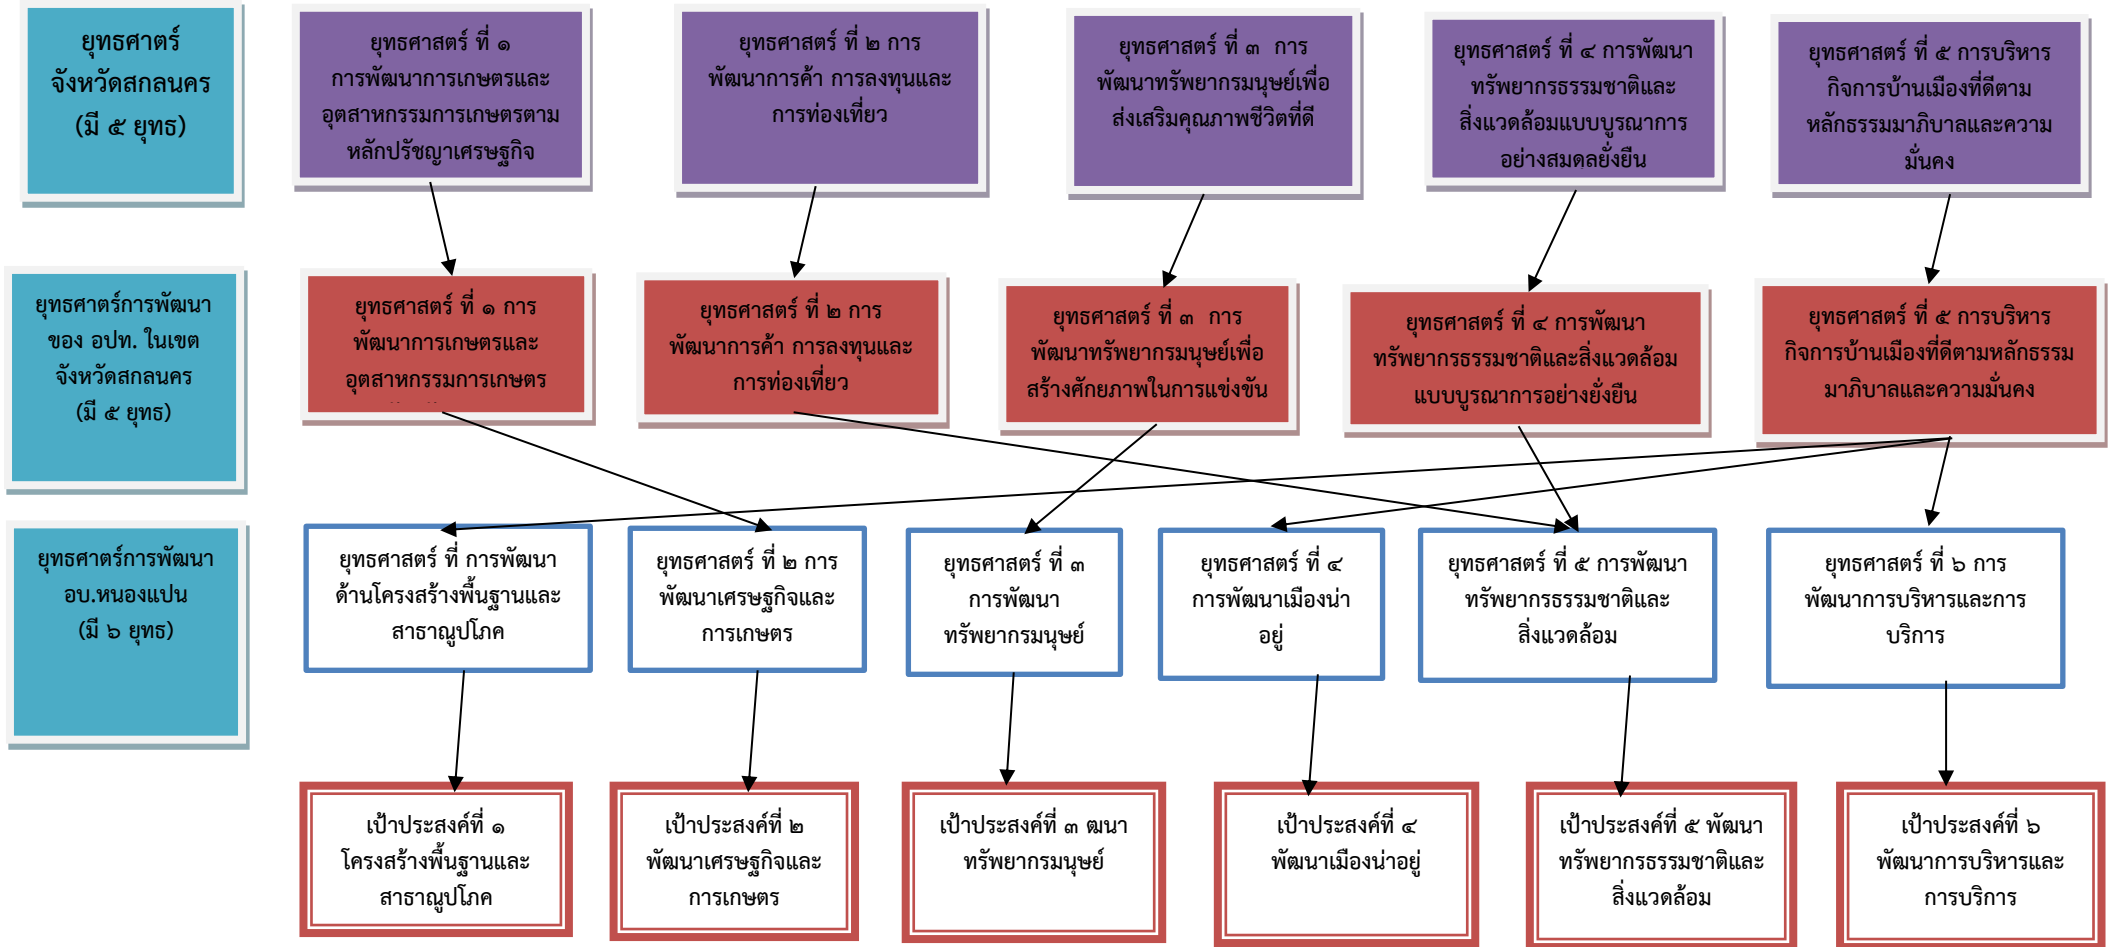 ยุทธศาตร์
จังหวัดสกลนคร
(มี ๕ ยุทธ)
ยุทธศาสตร์ ที่ ๑
การพัฒนาการเกษตรและ
อุตสาหกรรมการเกษตรตาม
หลักปรัชญาเศรษฐกิจ
ยุทธศาสตร์ ที่ ๒ การ
พัฒนาการค้า การลงทุนและ
การท่องเที่ยว
ยุทธศาสตร์ ที่ ๓ การ
พัฒนาทรัพยากรมนุษย์เพื่อ
ส่งเสริมคุณภาพชีวิตที่ดี
ยุทธศาสตร์ ที่ ๔ การพัฒนา
ทรัพยากรธรรมชาติและ
สิ่งแวดล้อมแบบบูรณาการ
อย่างสมดลยั่งยืน
ยุทธศาสตร์ ที่ ๕ การบริหาร
กิจการบ้านเมืองที่ดีตาม
หลักธรรมมาภิบาลและความ
มั่นคง
ยุทธศาตร์การพัฒนา
ของ อปท. ในเขต
จังหวัดสกลนคร
(มี ๕ ยุทธ)
ยุทธศาสตร์ ที่ ๑ การ
พัฒนาการเกษตรและ
อุตสาหกรรมการเกษตร
ยุทธศาสตร์ ที่ ๒ การ
พัฒนาการค้า การลงทุนและ
การท่องเที่ยว
ยุทธศาสตร์ ที่ ๓ การ
พัฒนาทรัพยากรมนุษย์เพื่อ
สร้างศักยภาพในการแข่งขัน
ยุทธศาสตร์ ที่ ๔ การพัฒนา
ทรัพยากรธรรมชาติและสิ่งแวดล้อม
แบบบูรณาการอย่างยั่งยืน
ยุทธศาสตร์ ที่ ๕ การบริหาร
กิจการบ้านเมืองที่ดีตามหลักธรรม
มาภิบาลและความมั่นคง
ยุทธศาตร์การพัฒนา
อบ.หนองแปน
(มี ๖ ยุทธ)
ยุทธศาสตร์ ที่ การพัฒนา
ด้านโครงสร้างพื้นฐานและ
สาธาณูปโภค
ยุทธศาสตร์ ที่ ๒ การ
พัฒนาเศรษฐกิจและ
การเกษตร
ยุทธศาสตร์ ที่ ๓
การพัฒนา
ทรัพยากรมนุษย์
ยุทธศาสตร์ ที่ ๔
การพัฒนาเมืองน่า
อยู่
ยุทธศาสตร์ ที่ ๕ การพัฒนา
ทรัพยากรธรรมชาติและ
สิ่งแวดล้อม
ยุทธศาสตร์ ที่ ๖ การ
พัฒนาการบริหารและการ
บริการ
เป้าประสงค์ที่ ๑
โครงสร้างพื้นฐานและ
สาธาณูปโภค
เป้าประสงค์ที่ ๒
พัฒนาเศรษฐกิจและ
การเกษตร
เป้าประสงค์ที่ ๓ ฒนา
ทรัพยากรมนุษย์
เป้าประสงค์ที่ ๔
พัฒนาเมืองน่าอยู่
เป้าประสงค์ที่ ๕ พัฒนา
ทรัพยากรธรรมชาติและ
สิ่งแวดล้อม
เป้าประสงค์ที่ ๖
พัฒนาการบริหารและ
การบริการ